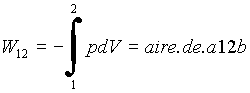 W₁₂ = −∫₁² pdV = aire.de.a12b